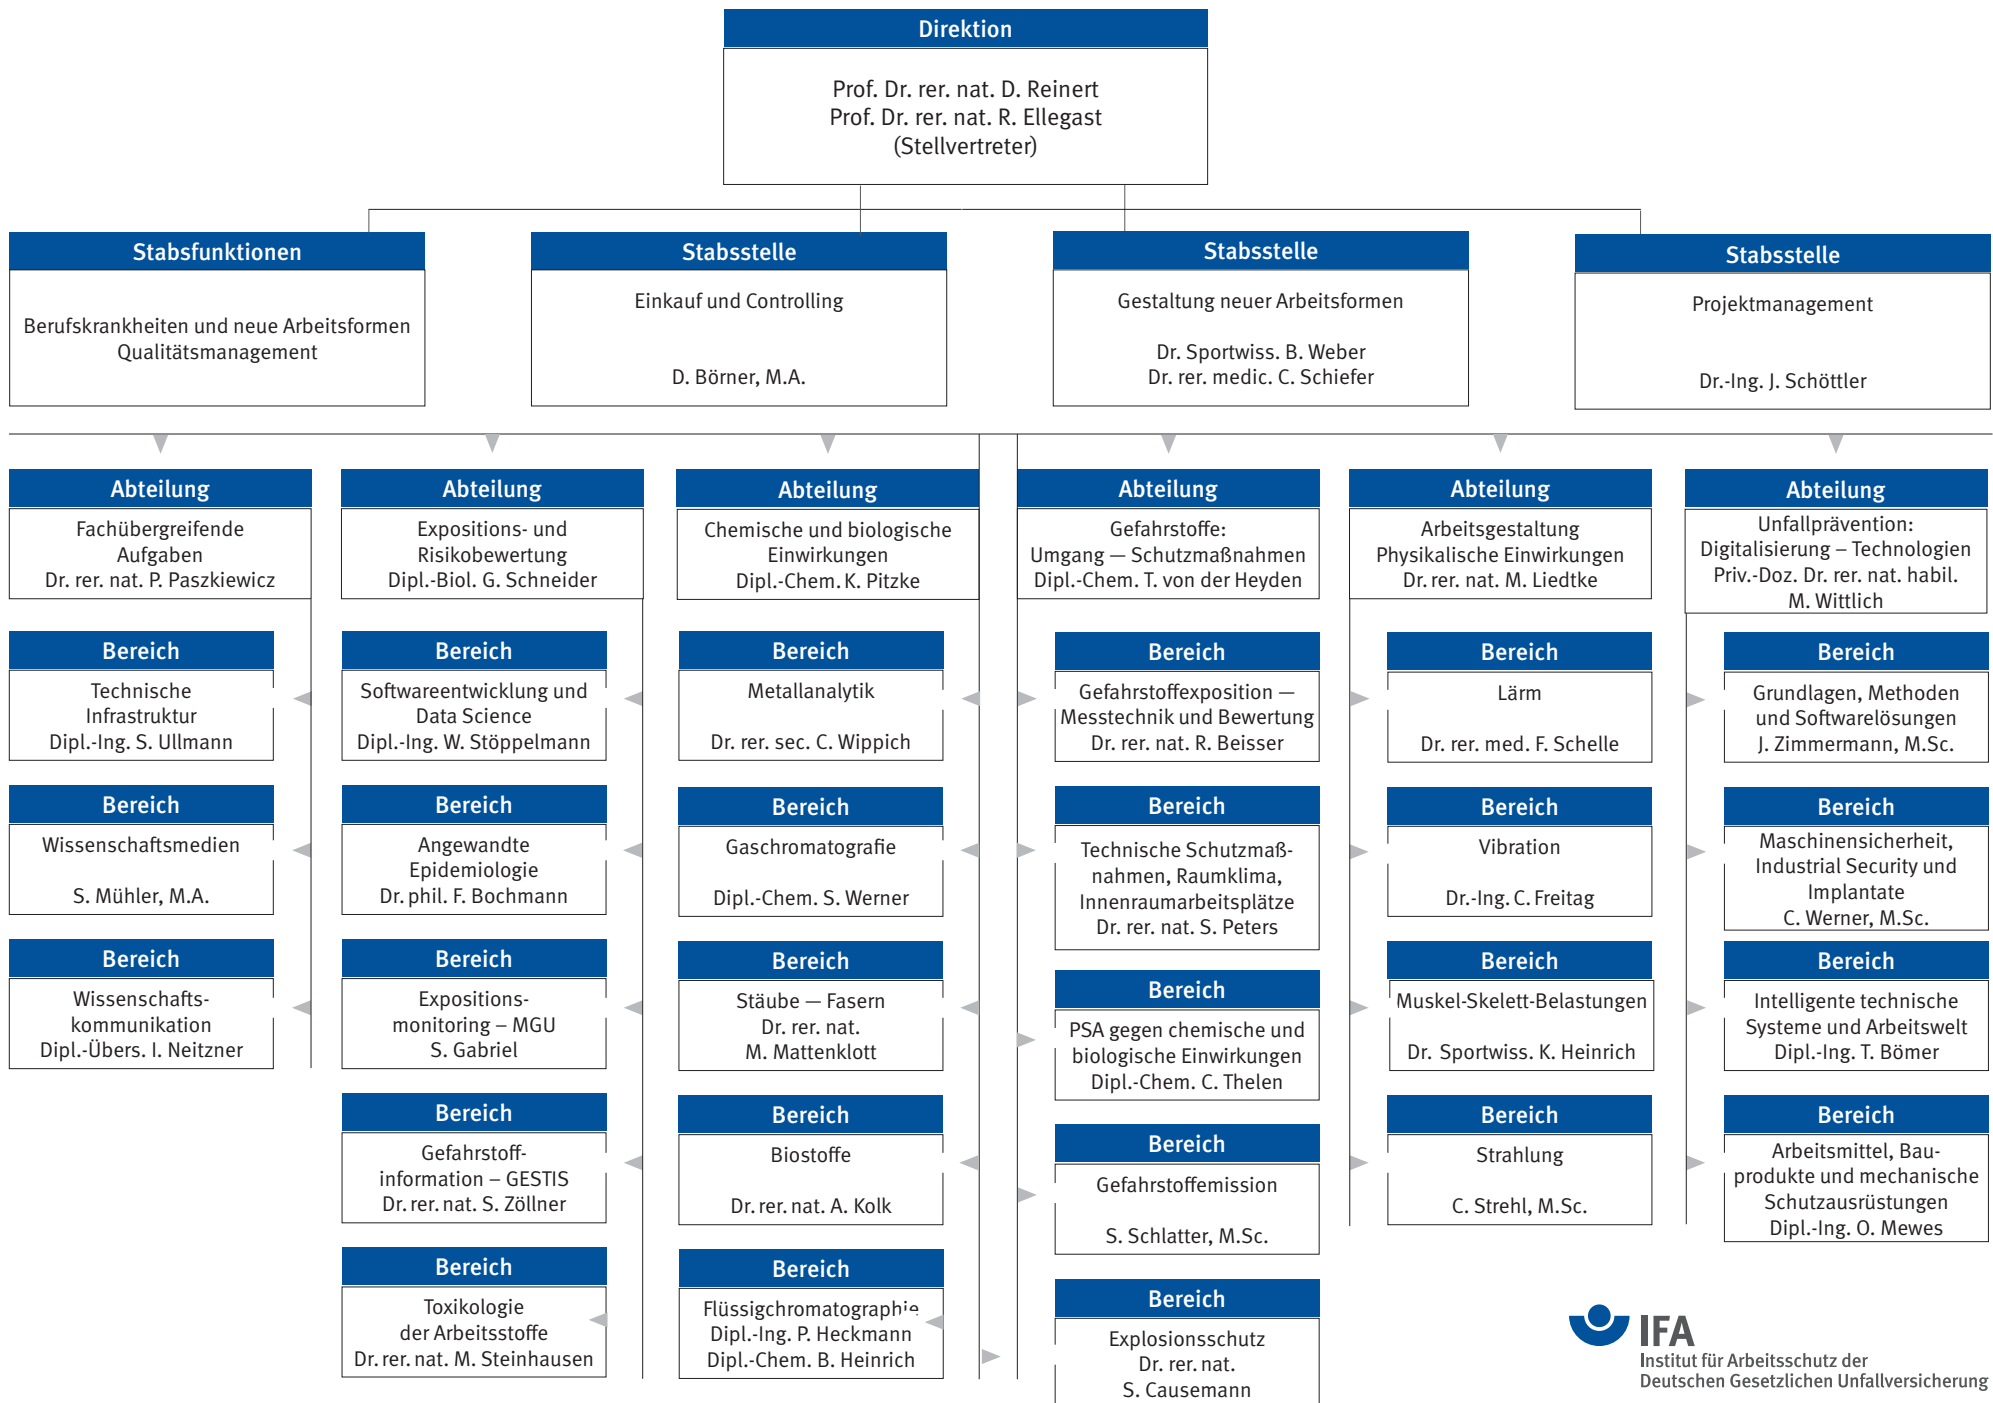 Direktion
Prof. Dr. rer. nat. D. Reinert
Prof. Dr. rer. nat. R. Ellegast
(Stellvertreter)
Stabsfunktionen
Berufskrankheiten und neue Arbeitsformen
Qualitätsmanagement
Stabsstelle
Einkauf und Controlling
D. Börner, M.A.
Stabsstelle
Gestaltung neuer Arbeitsformen
Dr. Sportwiss. B. Weber
Dr. rer. medic. C. Schiefer
Stabsstelle
Projektmanagement
Dr.-Ing. J. Schöttler
Abteilung
Fachübergreifende
Aufgaben
Dr. rer. nat. P. Paszkiewicz
Bereich
Technische
Infrastruktur
Dipl.-Ing. S. Ullmann
Bereich
Wissenschaftsmedien
S. Mühler, M.A.
Bereich
Wissenschafts-
kommunikation
Dipl.-Übers. I. Neitzner
Abteilung
Expositions- und
Risikobewertung
Dipl.-Biol. G. Schneider
Bereich
Softwareentwicklung und
Data Science
Dipl.-Ing. W. Stöppelmann
Bereich
Angewandte
Epidemiologie
Dr. phil. F. Bochmann
Bereich
Expositions-
monitoring – MGU
S. Gabriel
Bereich
Gefahrstoff-
information – GESTIS
Dr. rer. nat. S. Zöllner
Bereich
Toxikologie
der Arbeitsstoffe
Dr. rer. nat. M. Steinhausen
Abteilung
Chemische und biologische
Einwirkungen
Dipl.-Chem. K. Pitzke
Bereich
Metallanalytik
Dr. rer. sec. C. Wippich
Bereich
Gaschromatografie
Dipl.-Chem. S. Werner
Bereich
Stäube — Fasern
Dr. rer. nat.
M. Mattenklott
Bereich
Biostoffe
Dr. rer. nat. A. Kolk
Bereich
Flüssigchromatographie
Dipl.-Ing. P. Heckmann
Dipl.-Chem. B. Heinrich
Abteilung
Gefahrstoffe:
Umgang — Schutzmaßnahmen
Dipl.-Chem. T. von der Heyden
Bereich
Gefahrstoffexposition —
Messtechnik und Bewertung
Dr. rer. nat. R. Beisser
Bereich
Technische Schutzmaß-
nahmen, Raumklima,
Innenraumarbeitsplätze
Dr. rer. nat. S. Peters
Bereich
PSA gegen chemische und
biologische Einwirkungen
Dipl.-Chem. C. Thelen
Bereich
Gefahrstoffemission
S. Schlatter, M.Sc.
Bereich
Explosionsschutz
Dr. rer. nat.
S. Causemann
Abteilung
Arbeitsgestaltung
Physikalische Einwirkungen
Dr. rer. nat. M. Liedtke
Bereich
Lärm
Dr. rer. med. F. Schelle
Bereich
Vibration
Dr.-Ing. C. Freitag
Bereich
Muskel-Skelett-Belastungen
Dr. Sportwiss. K. Heinrich
Bereich
Strahlung
C. Strehl, M.Sc.
Abteilung
Unfallprävention:
Digitalisierung – Technologien
Priv.-Doz. Dr. rer. nat. habil.
M. Wittlich
Bereich
Grundlagen, Methoden
und Softwarelösungen
J. Zimmermann, M.Sc.
Bereich
Maschinensicherheit,
Industrial Security und
Implantate
C. Werner, M.Sc.
Bereich
Intelligente technische
Systeme und Arbeitswelt
Dipl.-Ing. T. Bömer
Bereich
Arbeitsmittel, Bau-
produkte und mechanische
Schutzausrüstungen
Dipl.-Ing. O. Mewes
IFA
Institut für Arbeitsschutz der
Deutschen Gesetzlichen Unfallversicherung